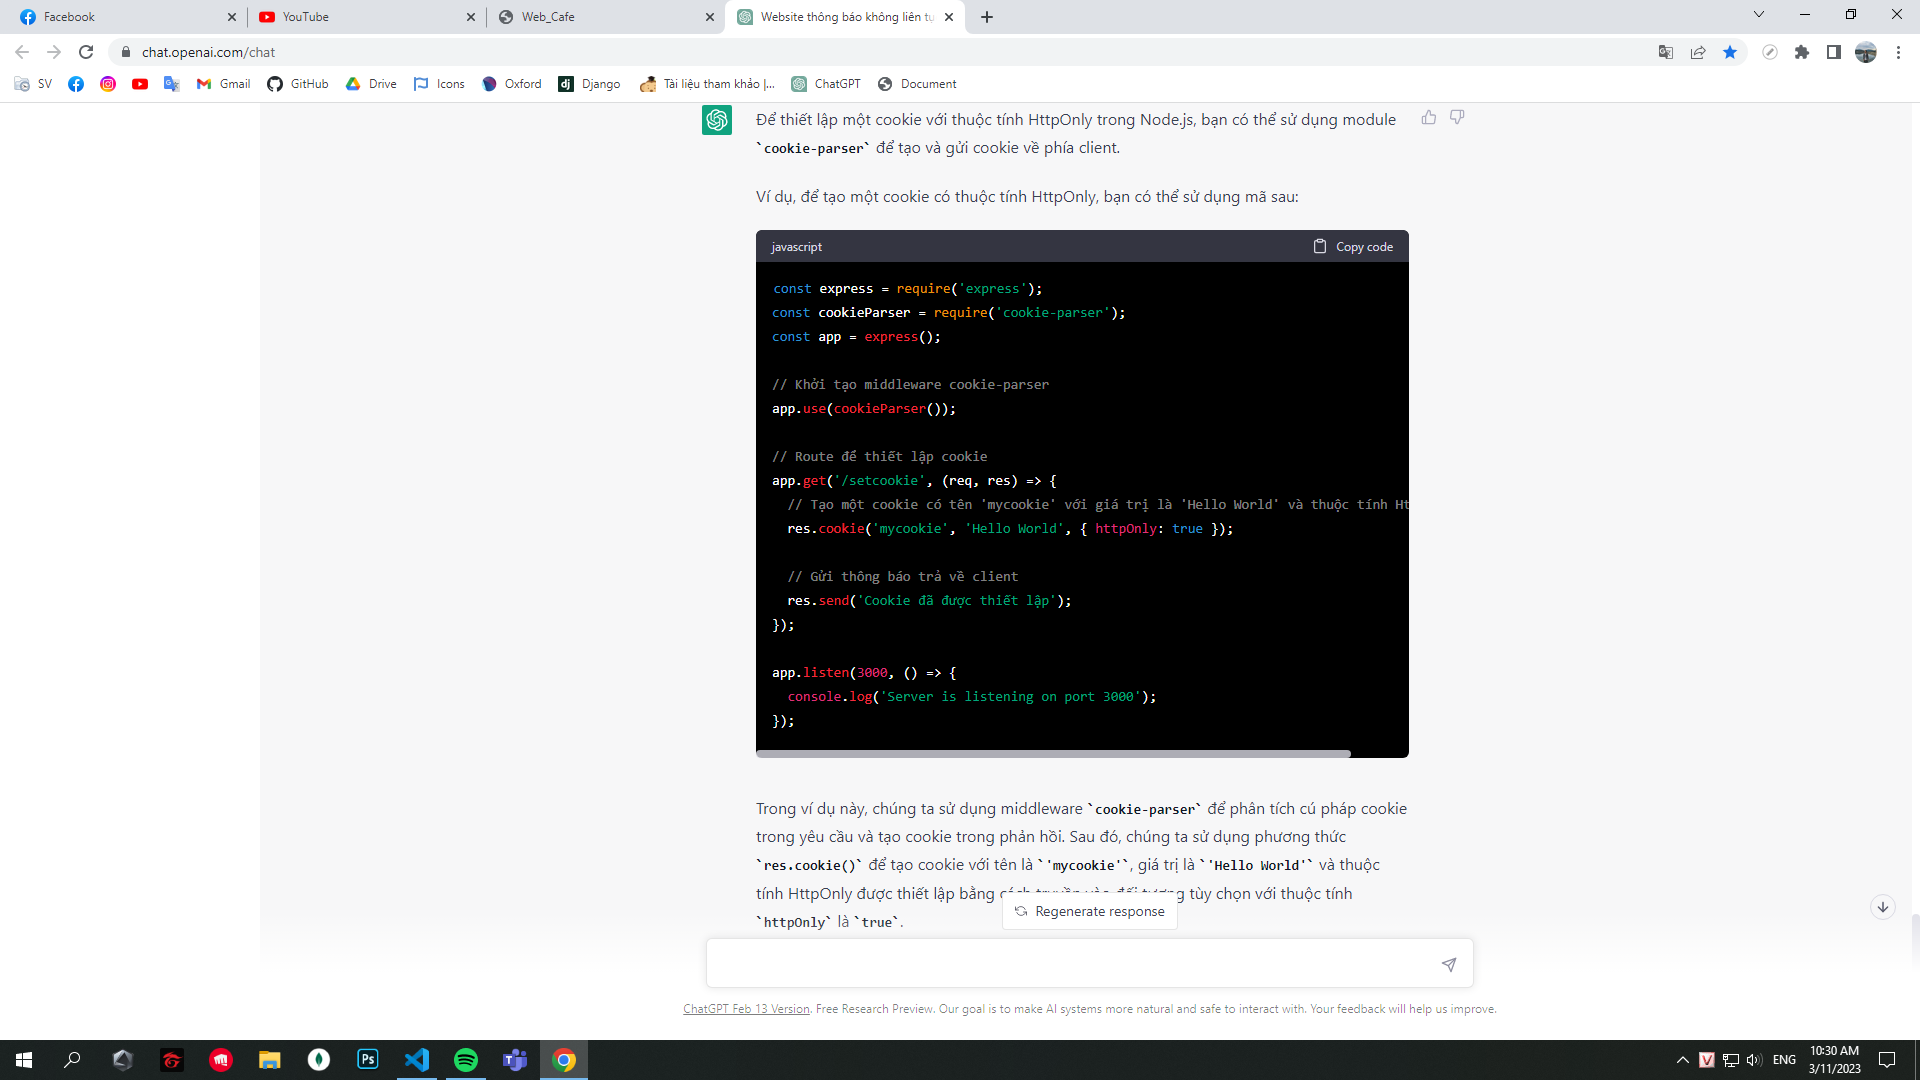 Facebook
YouTube
Web_Cafe
Website thông báo không liên tụ
chat.openai.com/chat
SV
Gmail
GitHub
Drive
Icons
Oxford
dj
Django
Tài liệu tham khảo |...
ChatGPT
Document
Để thiết lập một cookie với thuộc tính HttpOnly trong Node.js, bạn có thể sử dụng module
`cookie-parser` để tạo và gửi cookie về phía client.
Ví dụ, để tạo một cookie có thuộc tính HttpOnly, bạn có thể sử dụng mã sau:
javascript
Copy code
const express = require('express');
const cookieParser = require('cookie-parser');
const app = express();
// Khởi tạo middleware cookie-parser
app.use(cookieParser());
// Route để thiết lập cookie
app.get('/setcookie', (req, res) => {
// Tạo một cookie có tên 'mycookie' với giá trị là 'Hello World' và thuộc tính Ht
res.cookie('mycookie', 'Hello World', { httpOnly: true });
// Gửi thông báo trả về client
res.send('Cookie đã được thiết lập');
});
app.listen(3000, () => {
console.log('Server is listening on port 3000');
});
Trong ví dụ này, chúng ta sử dụng middleware `cookie-parser` để phân tích cú pháp cookie
trong yêu cầu và tạo cookie trong phản hồi. Sau đó, chúng ta sử dụng phương thức
`res.cookie()` để tạo cookie với tên là `'mycookie'`, giá trị là `'Hello World'` và thuộc
tính HttpOnly được thiết lập bằng cách truyền vào đối tượng tùy chọn với thuộc tính
`httpOnly` là `true`.
Regenerate response
ChatGPT Feb 13 Version. Free Research Preview. Our goal is to make AI systems more natural and safe to interact with. Your feedback will help us improve.
Ps
T
V
ENG
10:30 AM
3/11/2023